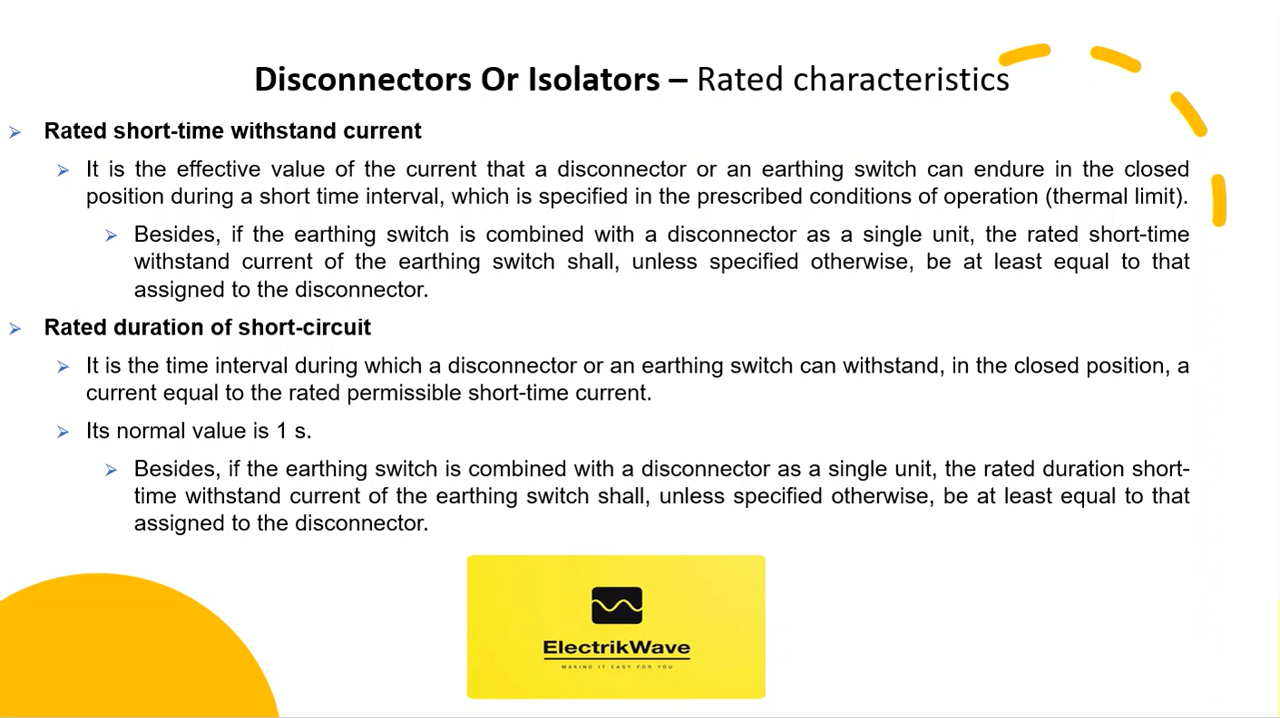 Disconnectors Or Isolators – Rated characteristics
Rated short-time withstand current
It is the effective value of the current that a disconnector or an earthing switch can endure in the closed
position during a short time interval, which is specified in the prescribed conditions of operation (thermal limit).
Besides, if the earthing switch is combined with a disconnector as a single unit, the rated short-time
withstand current of the earthing switch shall, unless specified otherwise, be at least equal to that
assigned to the disconnector.
Rated duration of short-circuit
It is the time interval during which a disconnector or an earthing switch can withstand, in the closed position, a
current equal to the rated permissible short-time current.
Its normal value is 1 s.
Besides, if the earthing switch is combined with a disconnector as a single unit, the rated duration short-
time withstand current of the earthing switch shall, unless specified otherwise, be at least equal to that
assigned to the disconnector.
ElectrikWave
MAKING IT EASY FOR YOU